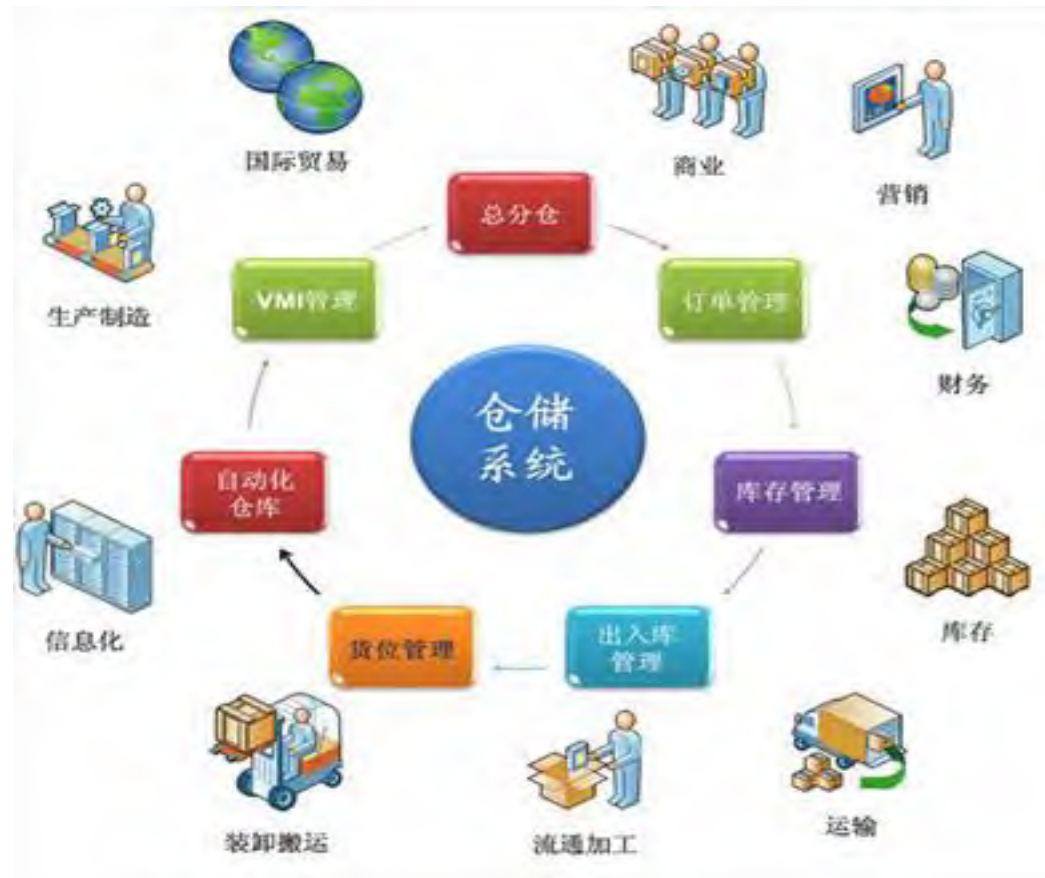 国际贸易
商业
营销
总分仓
生产制造
VMI管理
订单管理
财务
仓储
系统
自动化
仓库
库存管理
信息化
库存
货位管理
出入库
管理
装卸搬运
流通加工
运输